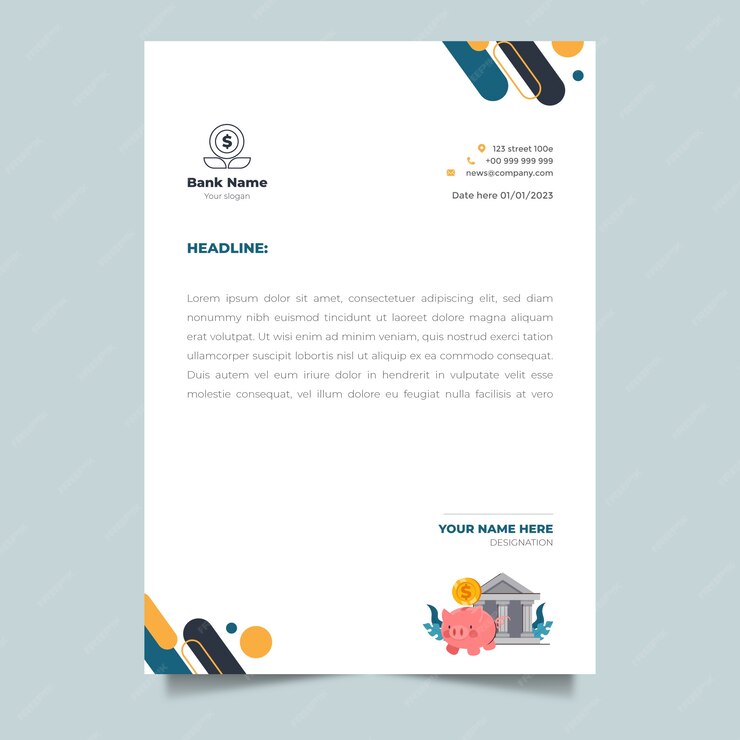 $
Bank Name
Your slogan
123 street 100e
+00 999 999 999
news@company.com
Date here 01/01/2023
HEADLINE:
Lorem ipsum dolor sit amet, consectetuer adipiscing elit, sed diam
nonummy nibh euismod tincidunt ut laoreet dolore magna aliquam
erat volutpat. Ut wisi enim ad minim veniam, quis nostrud exerci tation
ullamcorper suscipit lobortis nisl ut aliquip ex ea commodo consequat.
Duis autem vel eum iriure dolor in hendrerit in vulputate velit esse
molestie consequat, vel illum dolore eu feugiat nulla facilisis at vero
YOUR NAME HERE
DESIGNATION
$